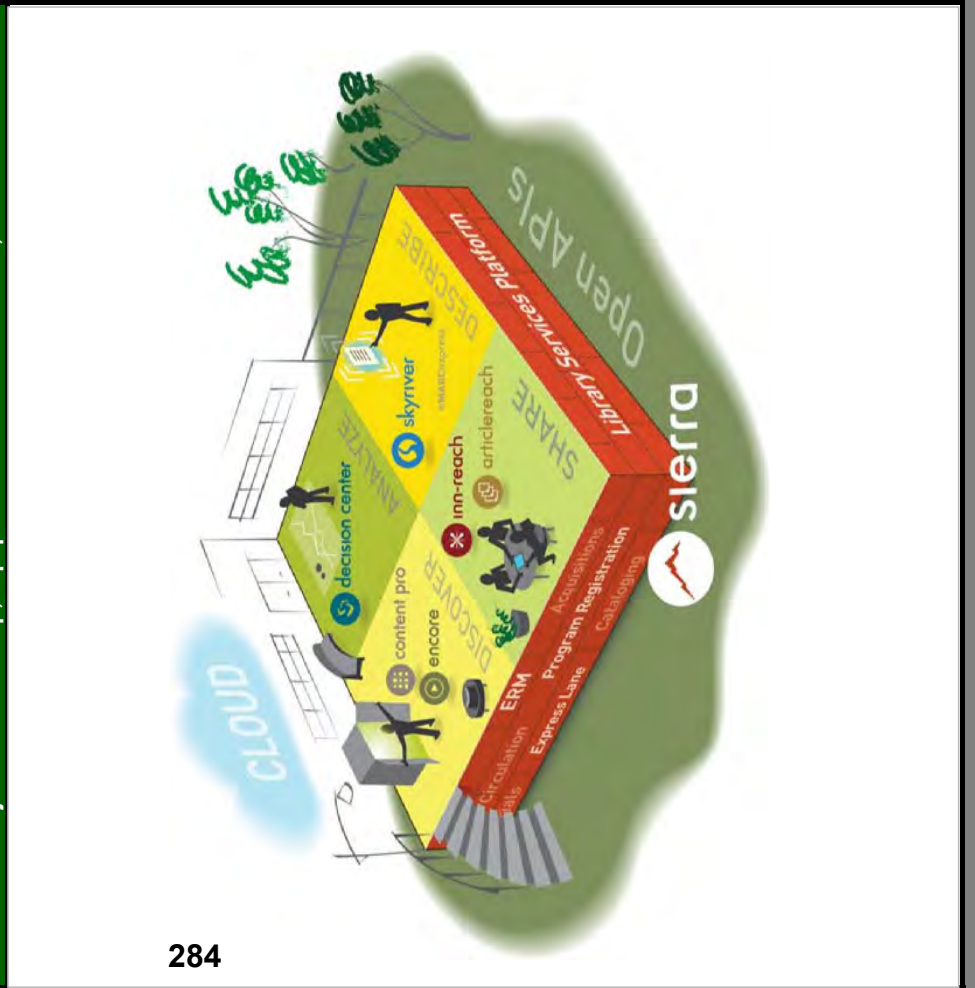 CLOUD
Open APIs
DESCRIBE
skyriver
eMARCxpress
ANALYZE
decision center
SHARE
inn-reach
articlereach
DISCOVER
content pro
encore
Library Services Platform
sierra
ERM
Acquisitions
Program Registration
Cataloging
Circulation
Express Lane
284